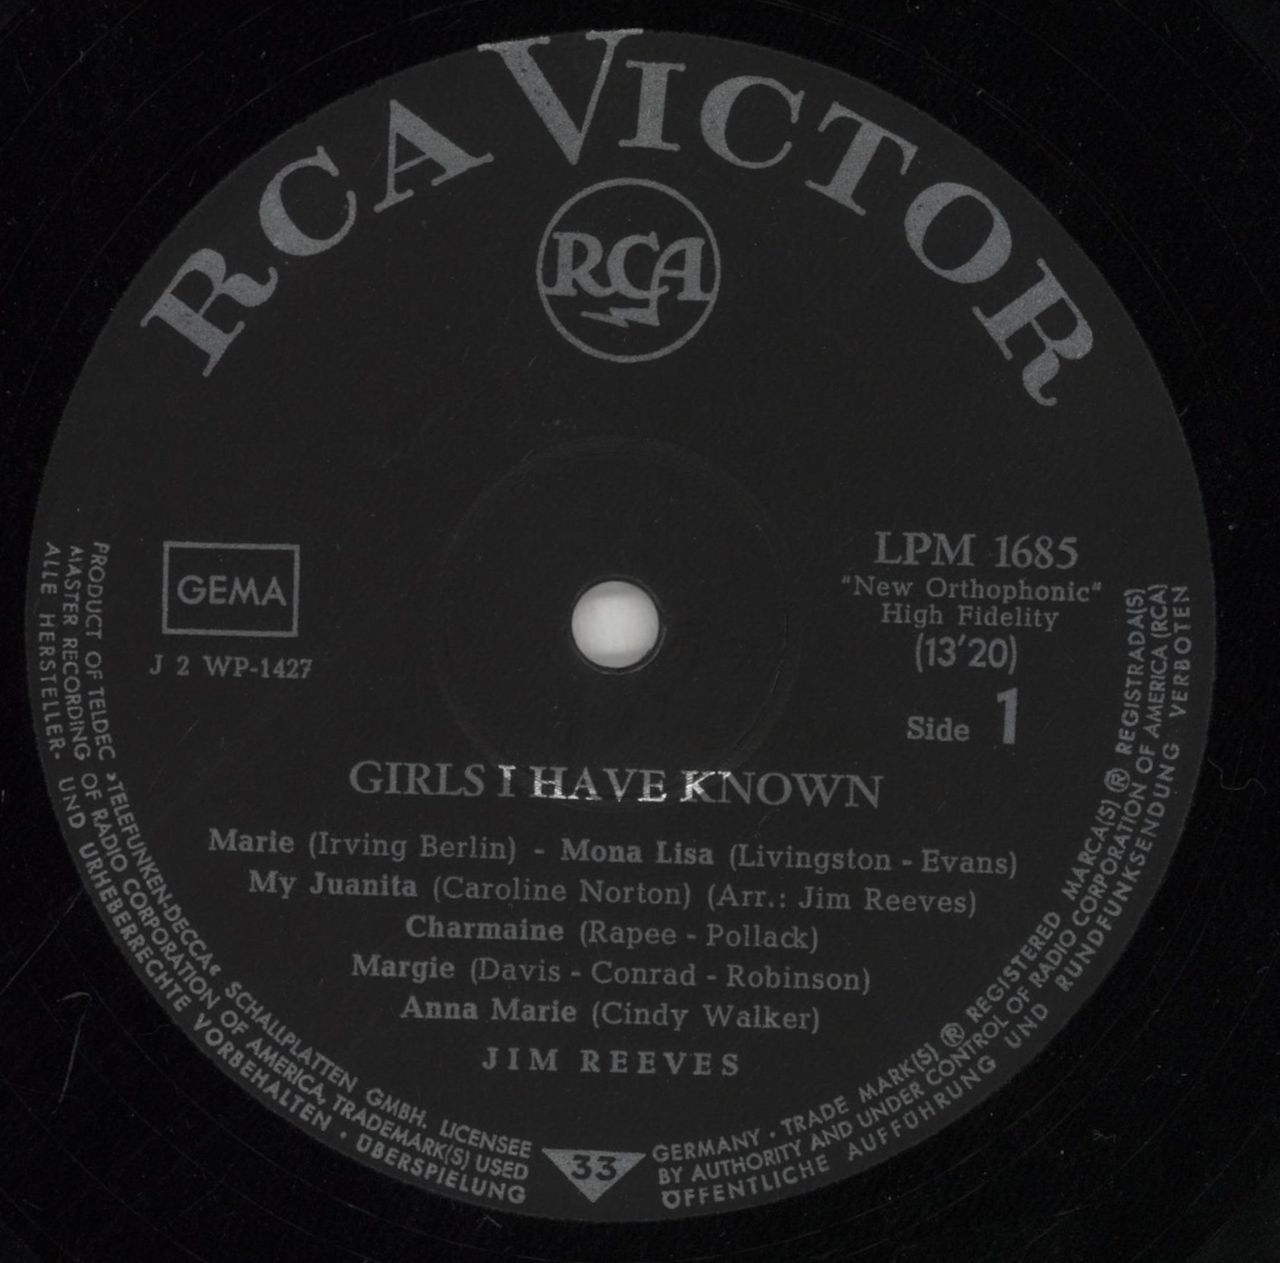 RCA VICTOR
RCA
GEMA
J 2 WP-1427
LPM 1685
"New Orthophonic"
High Fidelity
(13'20)
Side 1
GIRLS I HAVE KNOWN
Marie (Irving Berlin) - Mona Lisa (Livingston - Evans)
My Juanita (Caroline Norton) (Arr.: Jim Reeves)
Charmaine (Rapee - Pollack)
Margie (Davis - Conrad - Robinson)
Anna Marie (Cindy Walker)
JIM REEVES
33
PRODUCT OF TELDEC »TELEFUNKEN-DECCA« SCHALLPLATTEN GMBH. LICENSEE GERMANY · TRADE MARK(S) ® REGISTERED MARCA(S) ® REGISTRADA(S)
MASTER RECORDING OF RADIO CORPORATION OF AMERICA, TRADEMARK(S) USED BY AUTHORITY AND UNDER CONTROL OF RADIO CORPORATION OF AMERICA (RCA)
ALLE HERSTELLER- UND URHEBERRECHTE VORBEHALTEN · ÜBERSPIELUNG ÖFFENTLICHE AUFFÜHRUNG UND RUNDFUNKSENDUNG VERBOTEN